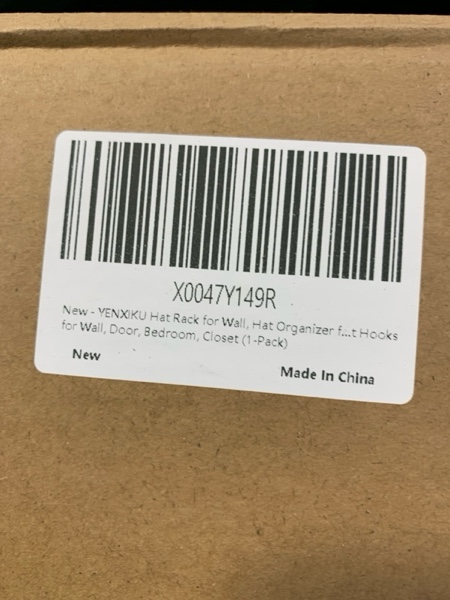 X0047Y149R
New - YENXIKU Hat Rack for Wall, Hat Organizer f...t Hooks
for Wall, Door, Bedroom, Closet (1-Pack)
New
Made In China